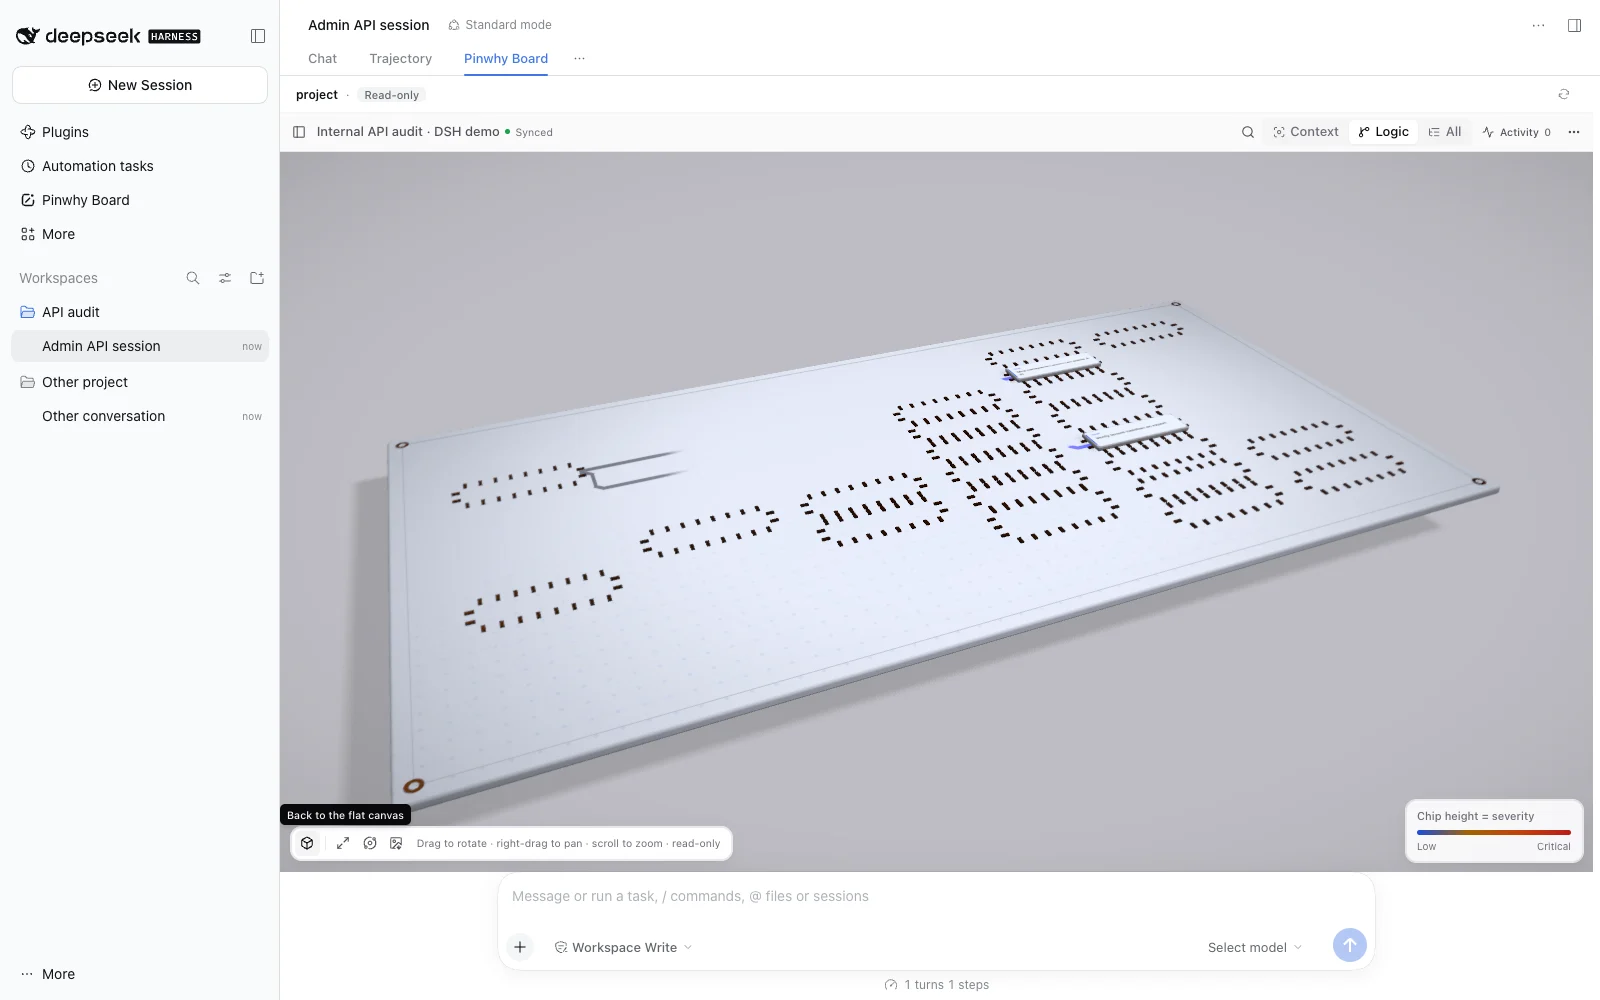 deepseek HARNESS
New Session
Plugins
Automation tasks
Pinwhy Board
More
Workspaces
API audit
Admin API session now
Other project
Other conversation now
More
Admin API session Standard mode
Chat Trajectory Pinwhy Board
project · Read-only
Internal API audit · DSH demo Synced
Context Logic All Activity 0
Back to the flat canvas
Drag to rotate · right-drag to pan · scroll to zoom · read-only
Chip height = severity
Low Critical
Message or run a task, / commands, @ files or sessions
Workspace Write
Select model
1 turns 1 steps